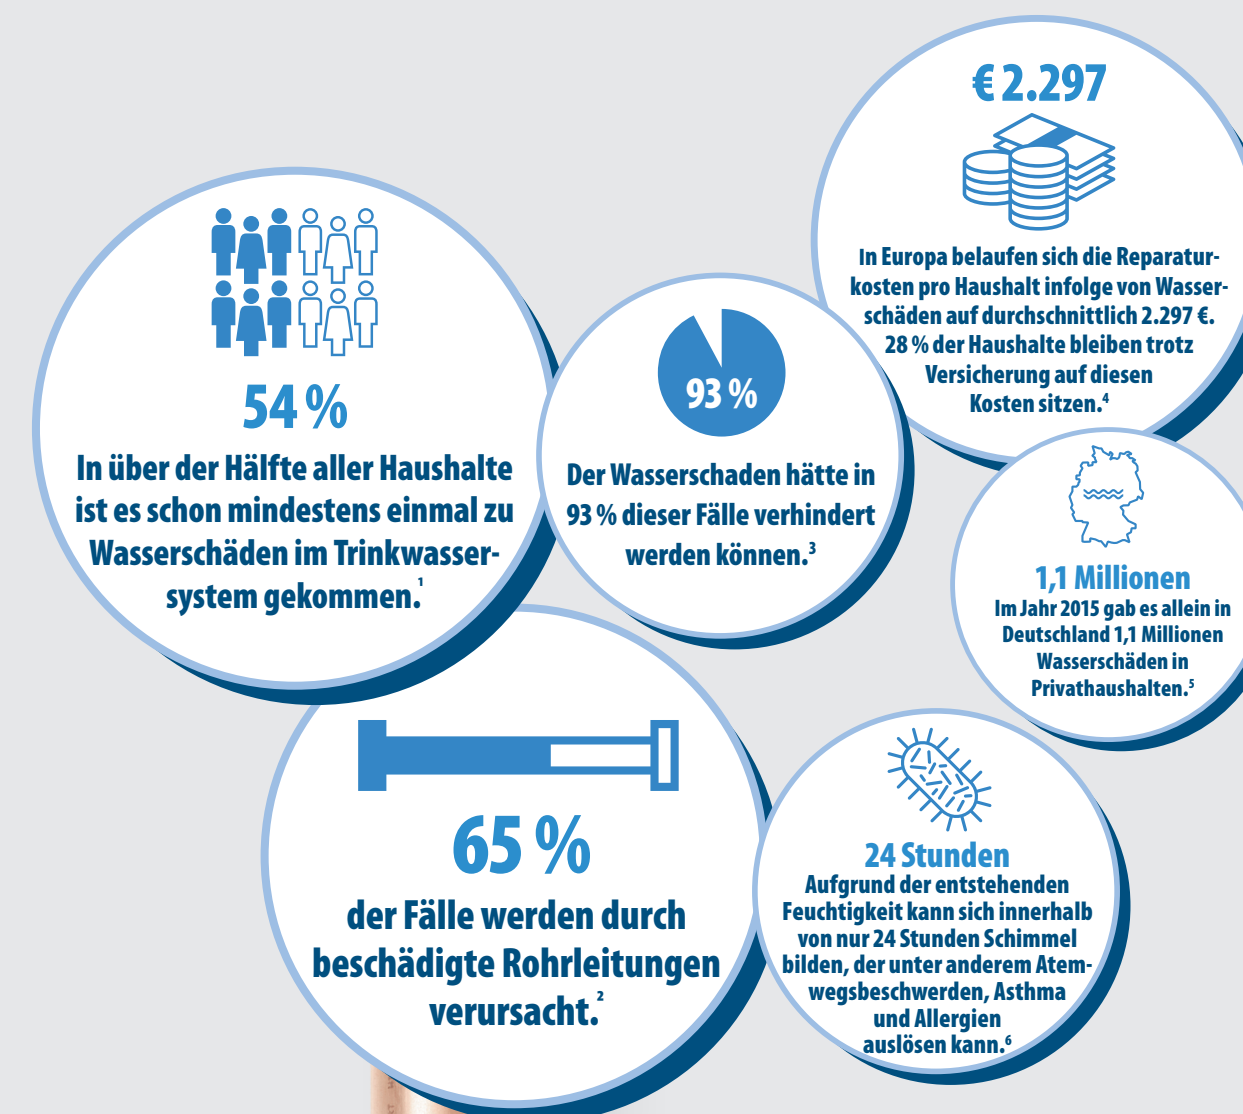 € 2.297
In Europa belaufen sich die Reparatur-
kosten pro Haushalt infolge von Wasser-
schäden auf durchschnittlich 2.297 €.
28 % der Haushalte bleiben trotz
Versicherung auf diesen
Kosten sitzen.⁴
54 %
In über der Hälfte aller Haushalte
ist es schon mindestens einmal zu
Wasserschäden im Trinkwasser-
system gekommen.¹
93 %
Der Wasserschaden hätte in
93 % dieser Fälle verhindert
werden können.³
1,1 Millionen
Im Jahr 2015 gab es allein in
Deutschland 1,1 Millionen
Wasserschäden in
Privathaushalten.⁵
65 %
der Fälle werden durch
beschädigte Rohrleitungen
verursacht.²
24 Stunden
Aufgrund der entstehenden
Feuchtigkeit kann sich innerhalb
von nur 24 Stunden Schimmel
bilden, der unter anderem Atem-
wegsbeschwerden, Asthma
und Allergien
auslösen kann.⁶